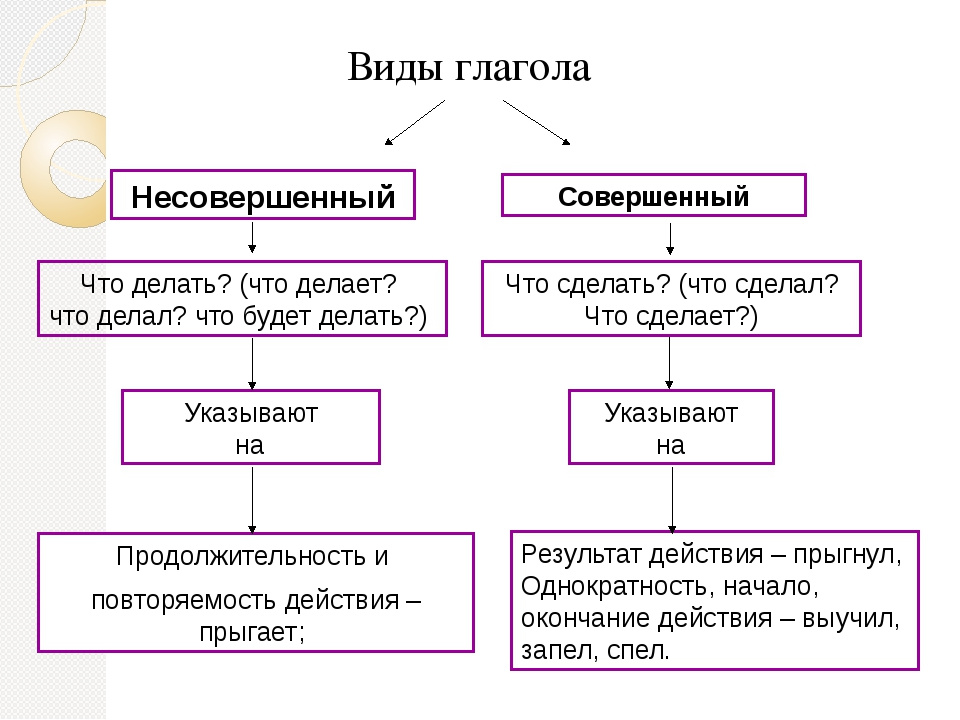 Виды глагола
Несовершенный
Совершенный
Что делать? (что делает?
что делал? что будет делать?)
Что сделать? (что сделал?
Что сделает?)
Указывают
на
Указывают
на
Продолжительность и
повторяемость действия –
прыгает;
Результат действия – прыгнул,
Однократность, начало,
окончание действия – выучил,
запел, спел.